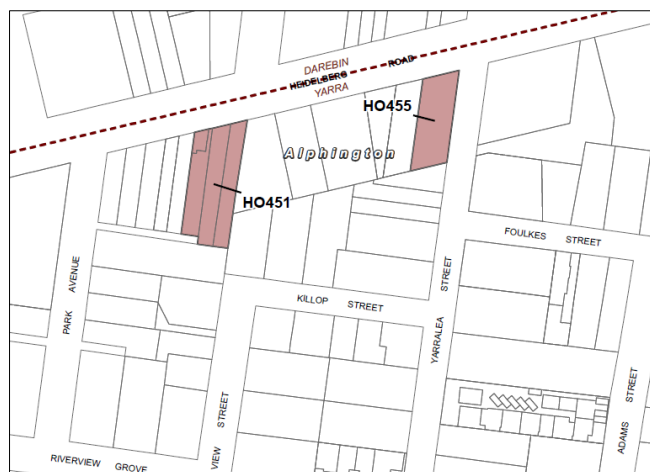 DAREBIN
HEIDELBERG ROAD
YARRA
HO455
Alphington
HO451
FOULKES STREET
PARK AVENUE
KILLOP STREET
YARRALEA STREET
VIEW STREET
ADAMS STREET
RIVERVIEW GROVE